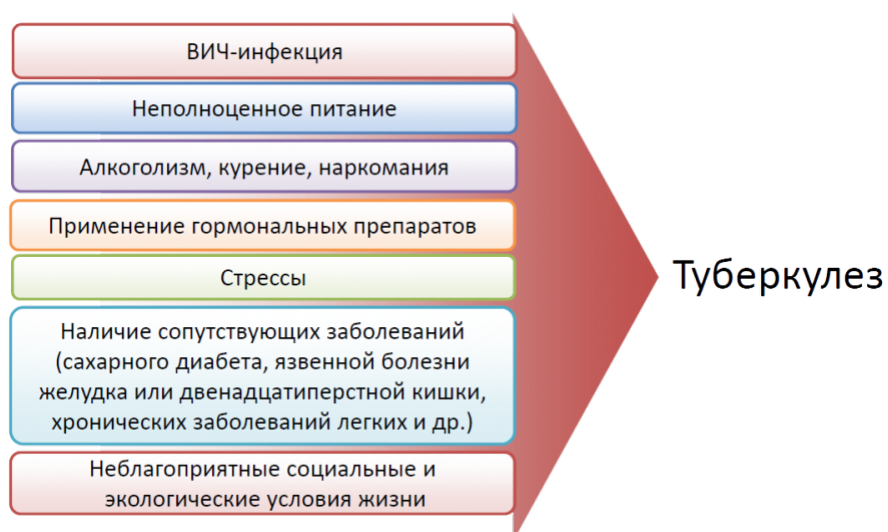 ВИЧ-инфекция
Неполноценное питание
Алкоголизм, курение, наркомания
Применение гормональных препаратов
Стрессы
Наличие сопутствующих заболеваний
(сахарного диабета, язвенной болезни
желудка или двенадцатиперстной кишки,
хронических заболеваний легких и др.)
Неблагоприятные социальные и
экологические условия жизни
Туберкулез